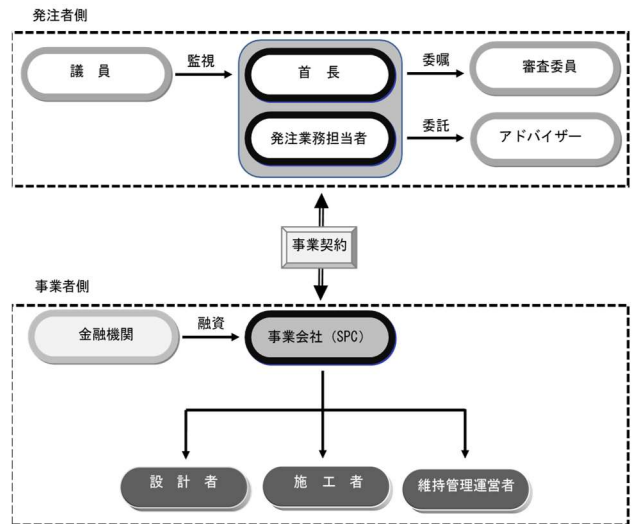 発注者側
議 員
監視
首 長
委嘱
審査委員
発注業務担当者
委託
アドバイザー
事業契約
事業者側
金融機関
融資
事業会社（SPC）
設 計 者
施 工 者
維持管理運営者